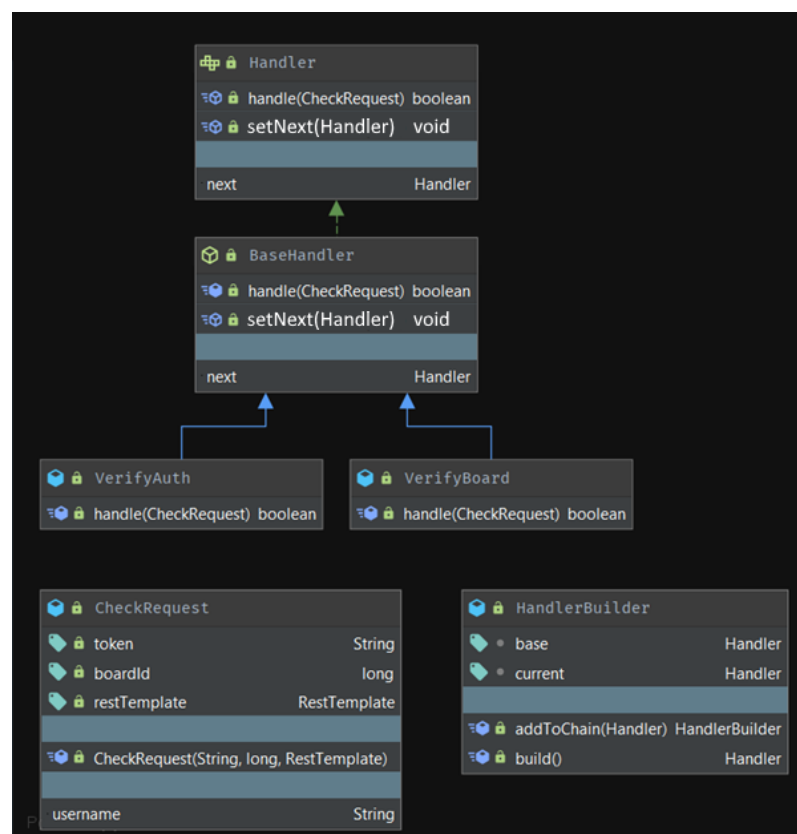 Handler
handle(CheckRequest) boolean
setNext(Handler) void
next Handler
BaseHandler
handle(CheckRequest) boolean
setNext(Handler) void
next Handler
VerifyAuth
handle(CheckRequest) boolean
VerifyBoard
handle(CheckRequest) boolean
CheckRequest
token String
boardId long
restTemplate RestTemplate
CheckRequest(String, long, RestTemplate)
username String
HandlerBuilder
base Handler
current Handler
addToChain(Handler) HandlerBuilder
build() Handler